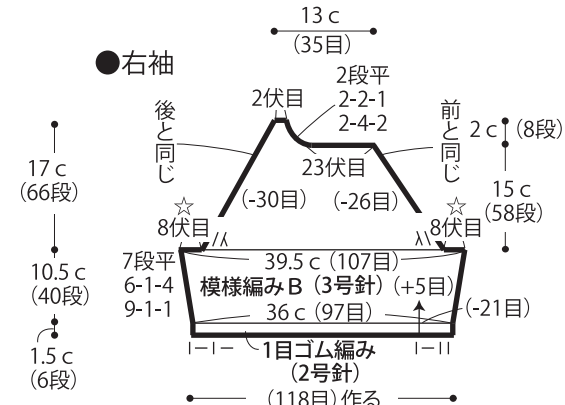 13 c
(35目)
●右袖
2段平
2-2-1
2-4-2
2伏目
後と同じ
前と同じ
2 c (8段)
23伏目
17 c
(66段)
15 c
(58段)
(-30目) (-26目)
☆
8伏目
☆
8伏目
39.5 c (107目)
7段平
6-1-4
9-1-1
10.5 c
(40段)
模様編みB (3号針) (+5目)
36 c (97目)
(-21目)
1.5 c
(6段)
1目ゴム編み
(2号針)
(118目) 作る